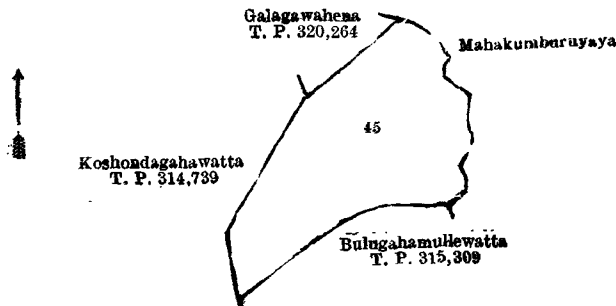 Galagawahena
T. P. 320,264
Mahakumburuyaya
45
Koshondagahawatta
T. P. 314,739
Bulugahamullewatta
T. P. 315,309